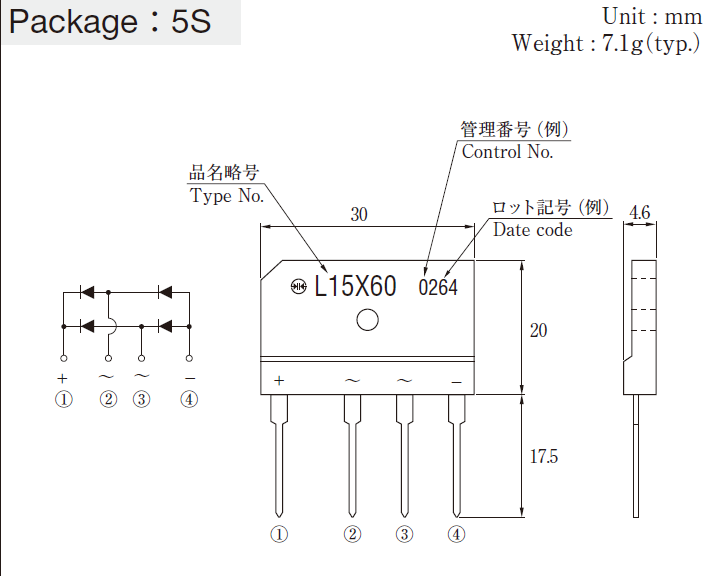 Package：5S
Unit : mm
Weight : 7.1g(typ.)
管理番号（例）
Control No.
品名略号
Type No.
ロット記号（例）
Date code
30
4.6
L15X60 0264
20
+ ～ ～ −
① ② ③ ④
+ ～ ～ −
17.5
① ② ③ ④